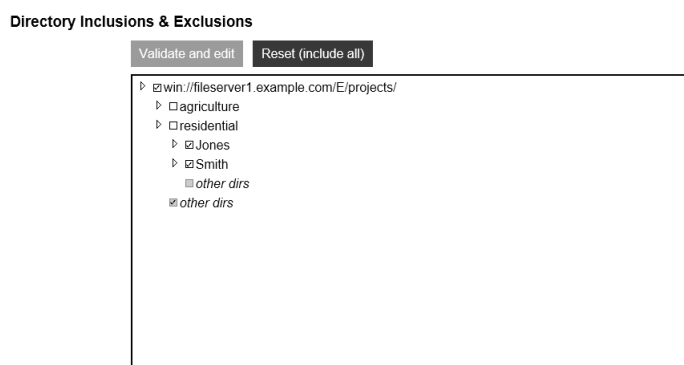 Directory Inclusions & Exclusions
Validate and edit Reset (include all)
win://fileserver1.example.com/E/projects/
agriculture
residential
Jones
Smith
other dirs
other dirs